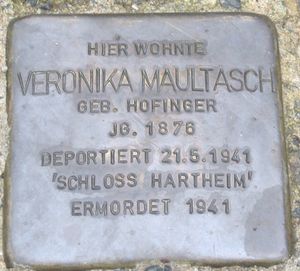 HIER WOHNTE
VERONIKA MAULTASCH
GEB. HOFINGER
JG. 1876
DEPORTIERT 21.5.1941
'SCHLOSS HARTHEIM'
ERMORDET 1941